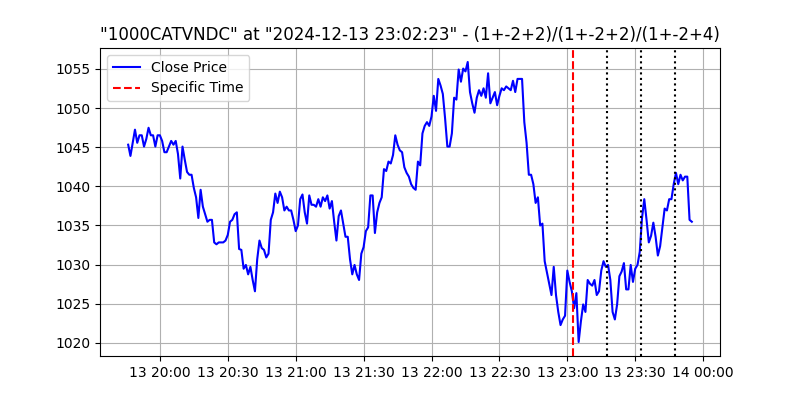 "1000CATVNDC" at "2024-12-13 23:02:23" - (1+-2+2)/(1+-2+2)/(1+-2+4)
Close Price
Specific Time
1055
1050
1045
1040
1035
1030
1025
1020
13 20:00 13 20:30 13 21:00 13 21:30 13 22:00 13 22:30 13 23:00 13 23:30 14 00:00